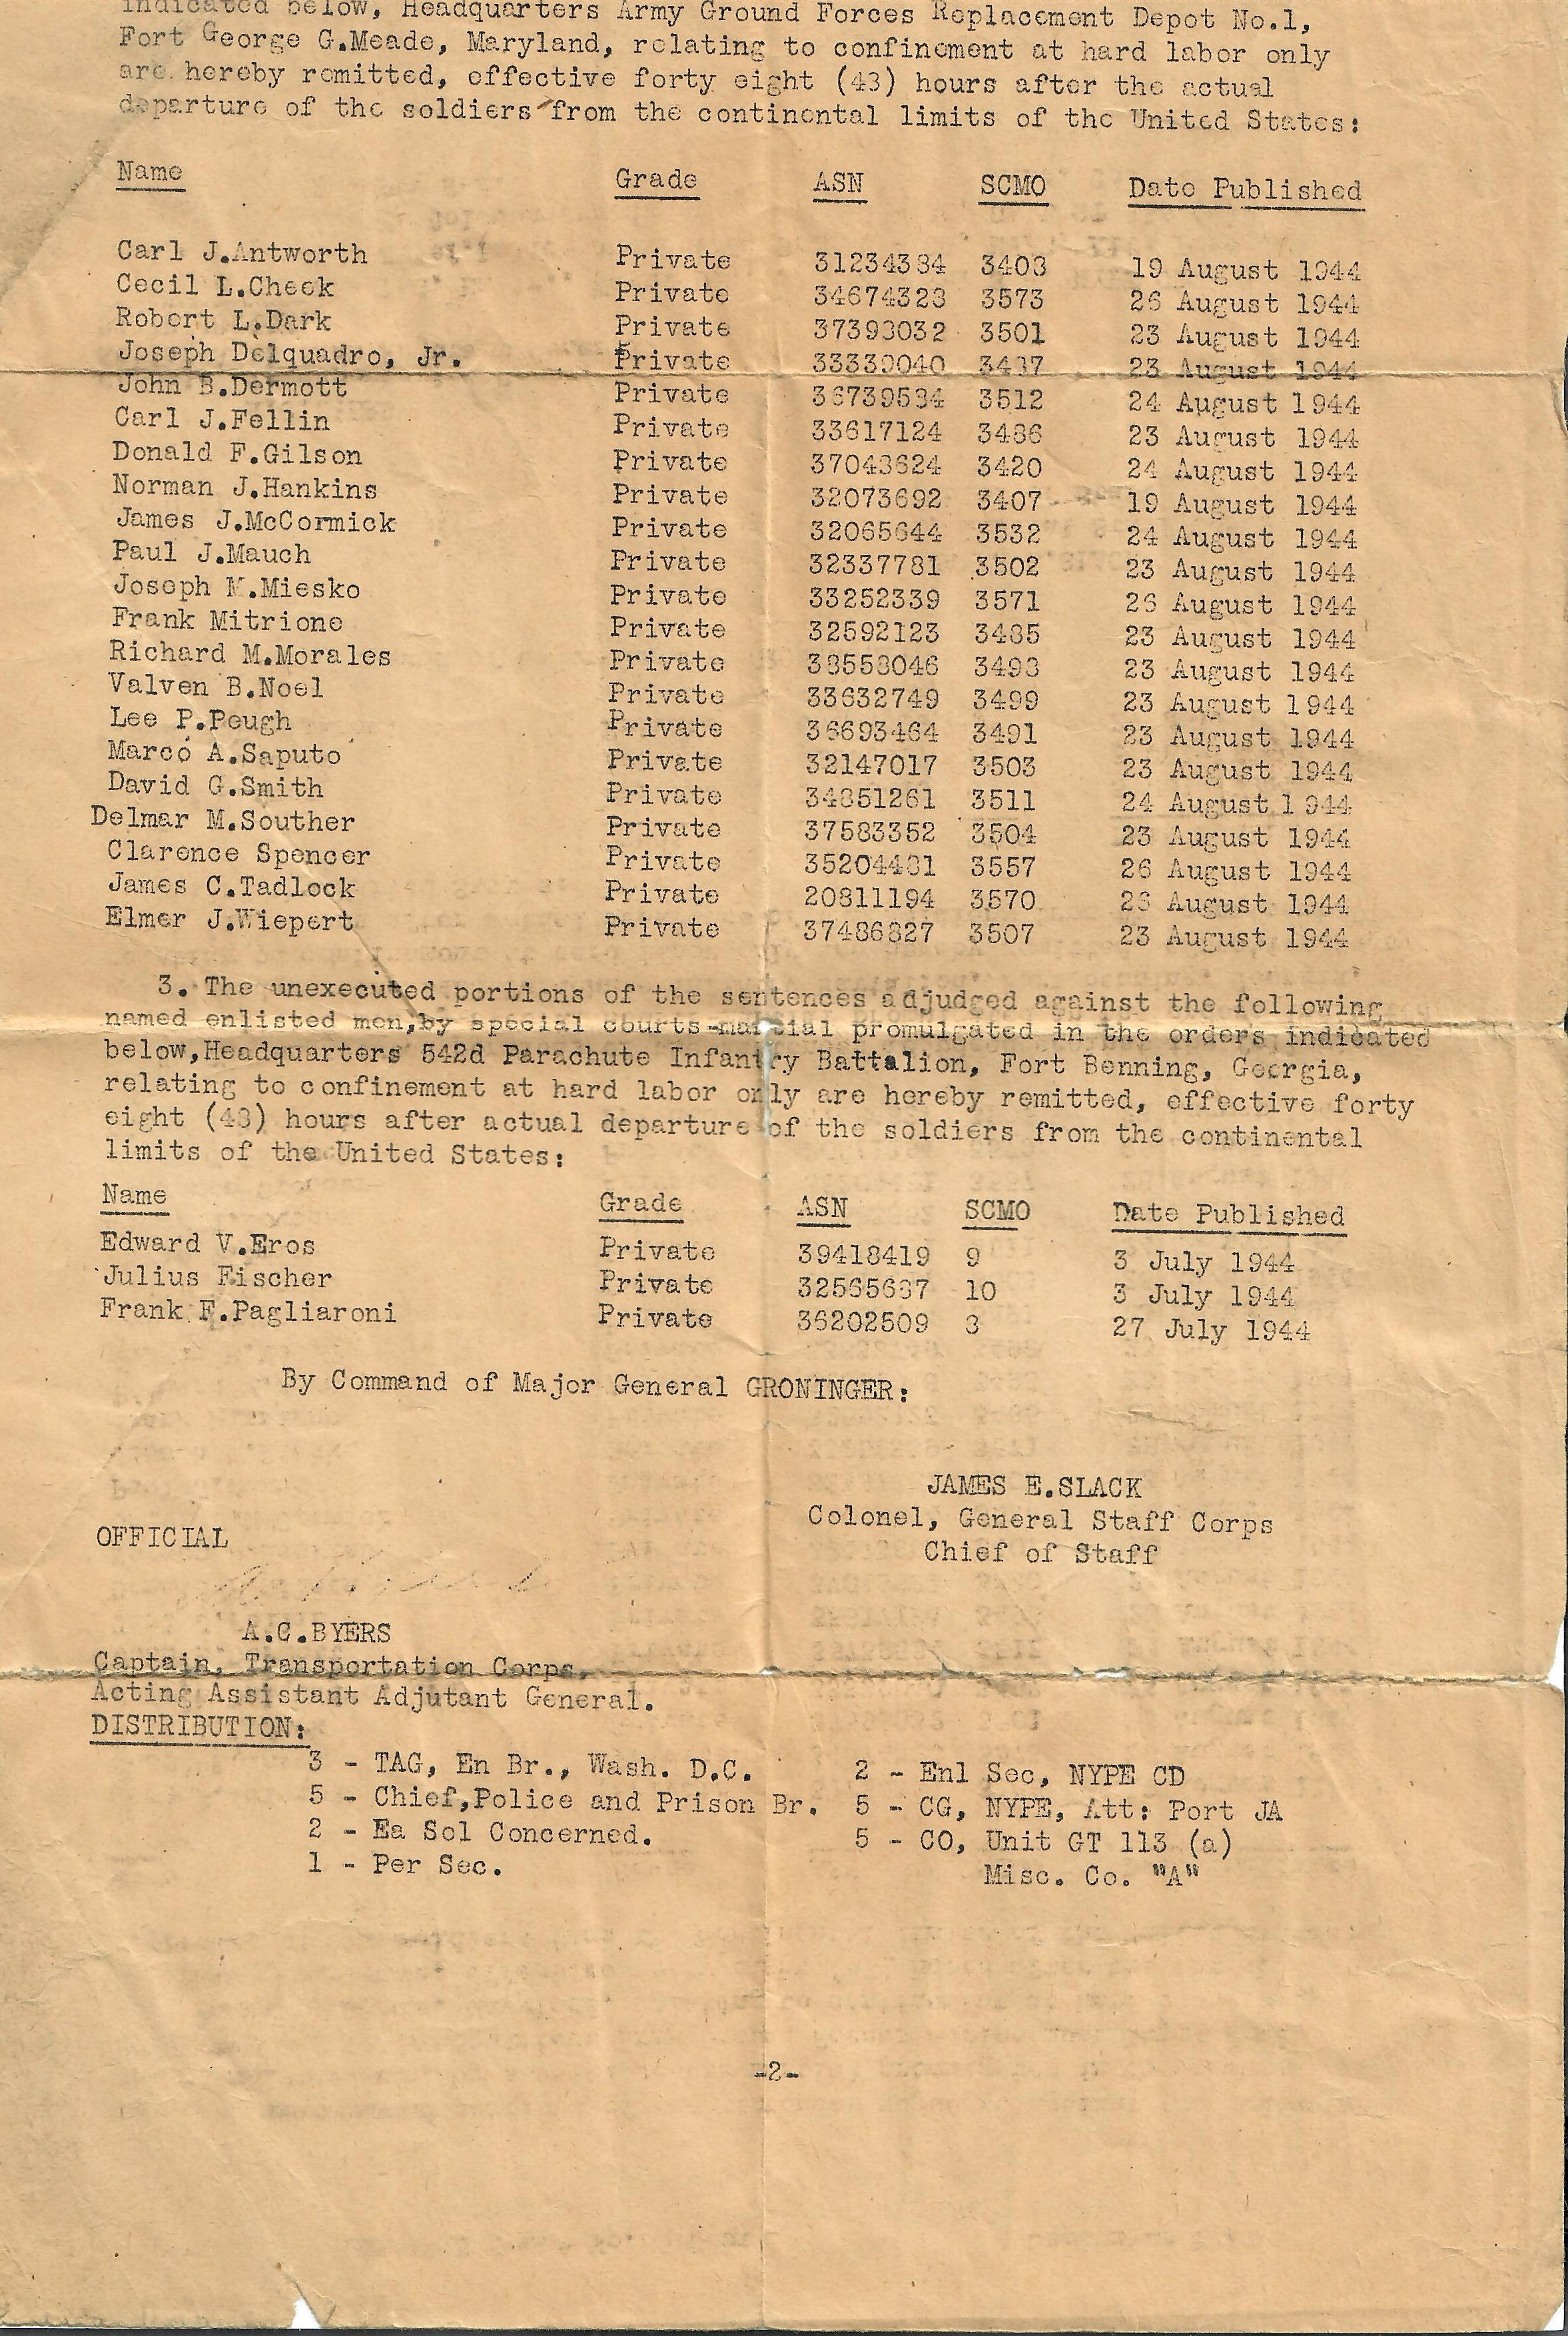 indicated below, Headquarters Army Ground Forces Replacement Depot No.1,
Fort George G.Meade, Maryland, relating to confinement at hard labor only
are hereby remitted, effective forty eight (48) hours after the actual
departure of the soldiers from the continental limits of the United States:
Name Grade ASN SCMO Date Published
Carl J.Antworth Private 31234384 3408 19 August 1944
Cecil L.Cheek Private 34674328 3573 26 August 1944
Robert L.Dark Private 37393032 3501 23 August 1944
Joseph Delquadro, Jr. Private 3487 23 August 1944
John B.Dermott Private 36739584 3512 24 August 1944
Carl J.Fellin Private 33617124 3486 23 August 1944
Donald F.Gilson Private 37043624 3420 24 August 1944
Norman J.Hankins Private 32073692 3407 19 August 1944
James J.McCormick Private 32065644 3532 24 August 1944
Paul J.Mauch Private 32337781 3502 23 August 1944
Joseph M.Miesko Private 33252339 3571 26 August 1944
Frank Mitrione Private 32592123 3485 23 August 1944
Richard M.Morales Private 38558046 3493 23 August 1944
Valven B.Noel Private 33632749 3499 23 August 1944
Lee P.Pough Private 36693464 3491 23 August 1944
Marco A.Saputo Private 32147017 3503 23 August 1944
David G.Smith Private 34851261 3511 24 August 1944
Delmar M.Souther Private 37583352 3504 23 August 1944
Clarence Spencer Private 35204481 3557 26 August 1944
James C.Tadlock Private 20811194 3570 26 August 1944
Elmer J.Wiepert Private 37486827 3507 23 August 1944
3. The unexecuted portions of the sentences adjudged against the following
named enlisted men,by special courts-martial promulgated in the orders indicated
below,Headquarters 542d Parachute Infantry Battalion, Fort Benning, Georgia,
relating to confinement at hard labor only are hereby remitted, effective forty
eight (48) hours after actual departure of the soldiers from the continental
limits of the United States:
Name Grade ASN SCMO Date Published
Edward V.Eros Private 39418419 9 3 July 1944
Julius Fischer Private 32565687 10 3 July 1944
Frank F.Pagliaroni Private 36202509 27 July 1944
By Command of Major General GRONINGER:
JAMES E.SLACK
Colonel, General Staff Corps
Chief of Staff
OFFICIAL
A.C.BYERS
Captain, Transportation Corps,
Acting Assistant Adjutant General.
DISTRIBUTION:
3 - TAG, En Br., Wash. D.C. 2 - Enl Sec, NYPE CD
5 - Chief,Police and Prison Br. 5 - CG, NYPE, Att: Port JA
2 - Ea Sol Concerned. 5 - CO, Unit GT 113 (a)
1 - Per Sec. Misc. Co. "A"
-2-